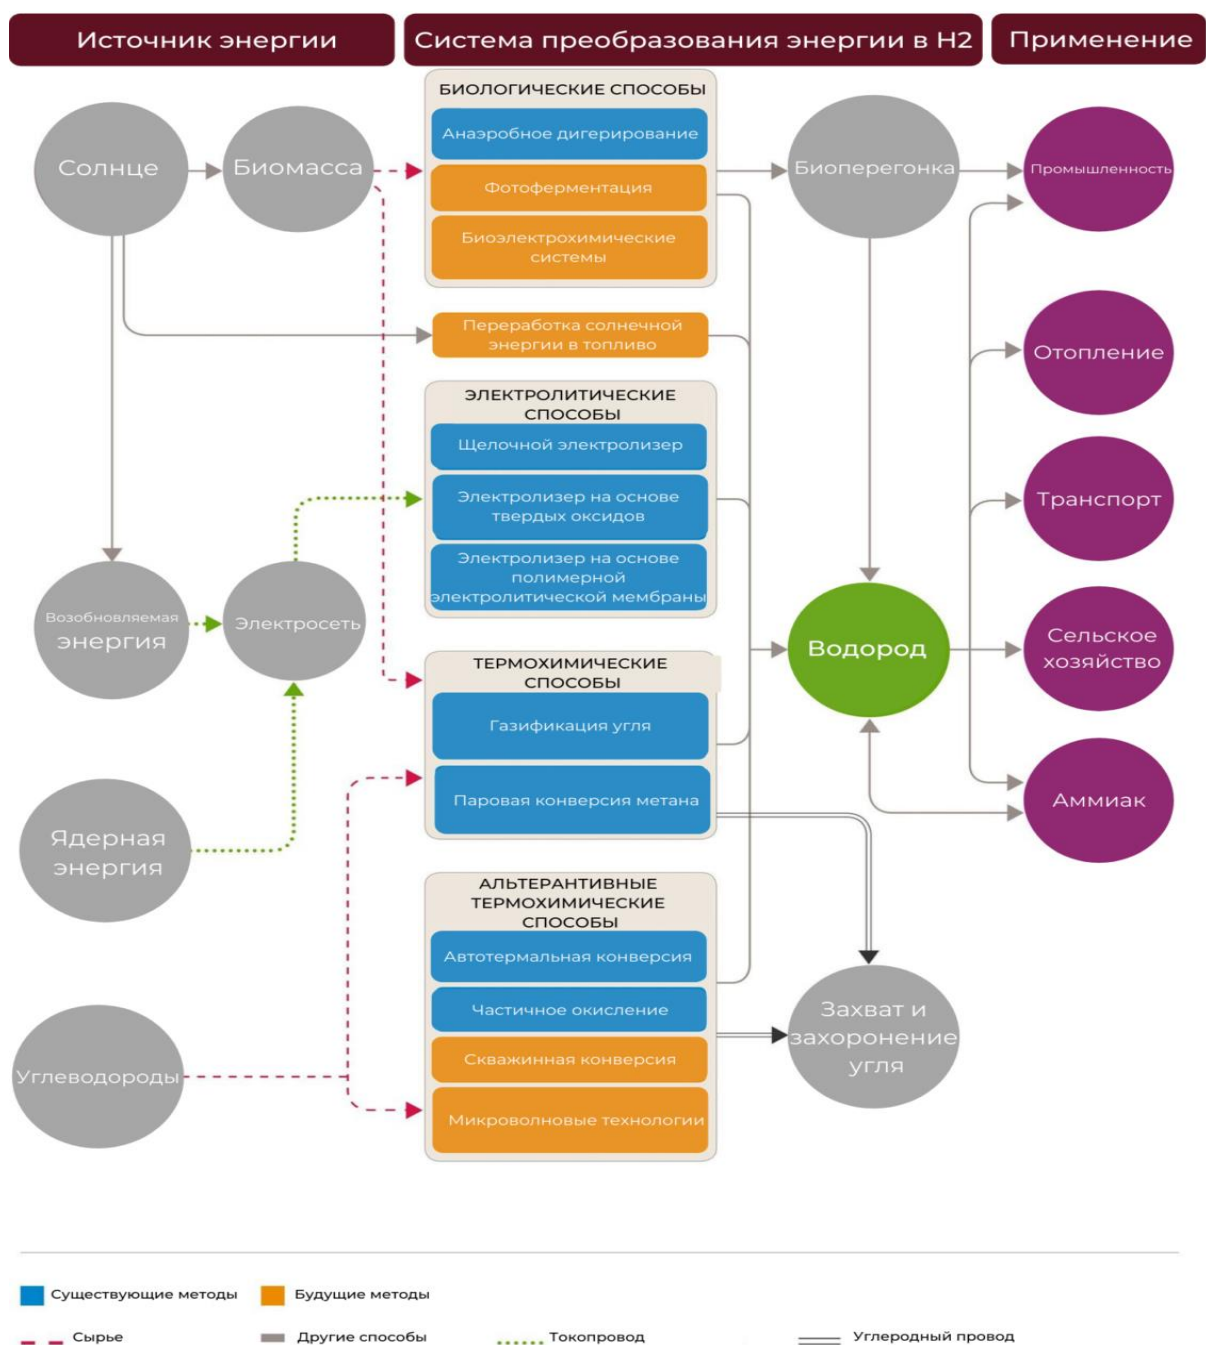 Источник энергии
Система преобразования энергии в H2
Применение
БИОЛОГИЧЕСКИЕ СПОСОБЫ
Анаэробное дигерирование
Фотоферментация
Биоэлектрохимические
системы
Солнце
Биомасса
Биоперегонка
Промышленность
Переработка солнечной
энергии в топливо
Отопление
ЭЛЕКТРОЛИТИЧЕСКИЕ
СПОСОБЫ
Щелочной электролизер
Электролизер на основе
твердых оксидов
Электролизер на основе
полимерной
электролитической мембраны
Транспорт
Возобновляемая
энергия
Электросеть
Водород
Сельское
хозяйство
ТЕРМОХИМИЧЕСКИЕ
СПОСОБЫ
Газификация угля
Паровая конверсия метана
Аммиак
Ядерная
энергия
АЛЬТЕРАНТИВНЫЕ
ТЕРМОХИМИЧЕСКИЕ
СПОСОБЫ
Автотермальная конверсия
Частичное окисление
Скважинная конверсия
Микроволновые технологии
Захват и
захоронение
угля
Углеводороды
Существующие методы
Будущие методы
Сырье
Другие способы
Токопровод
Углеродный провод